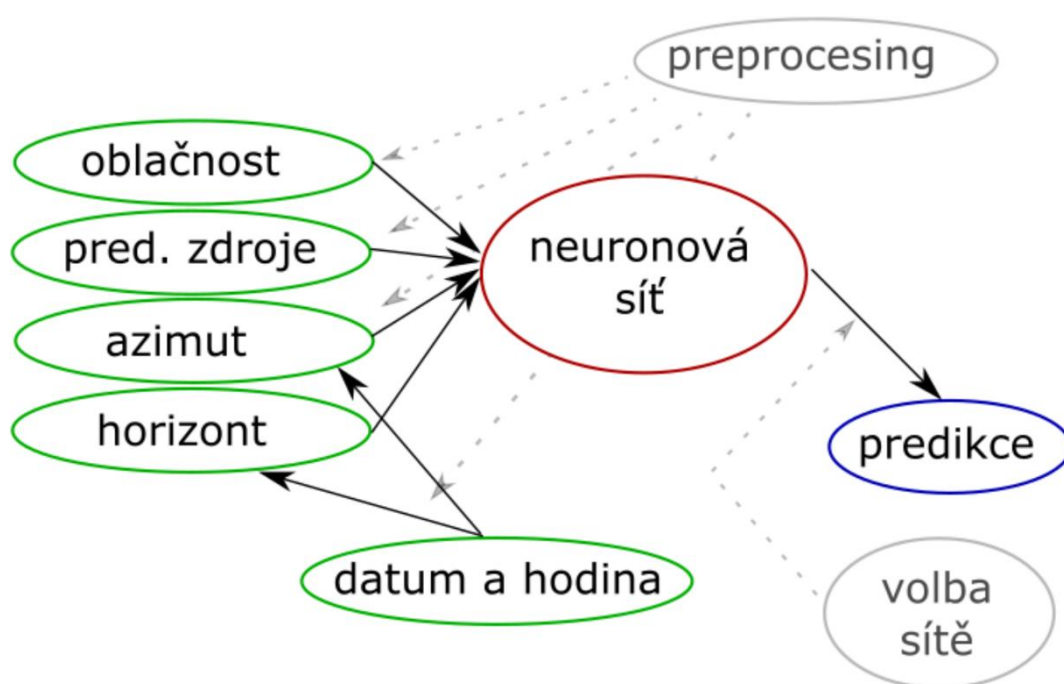 preprocesing
oblačnost
pred. zdroje
azimut
horizont
neuronová
síť
predikce
datum a hodina
volba
sítě